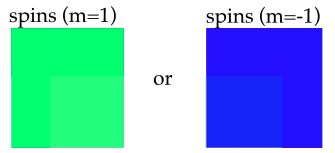 spins (m=1) spins (m=-1)
or